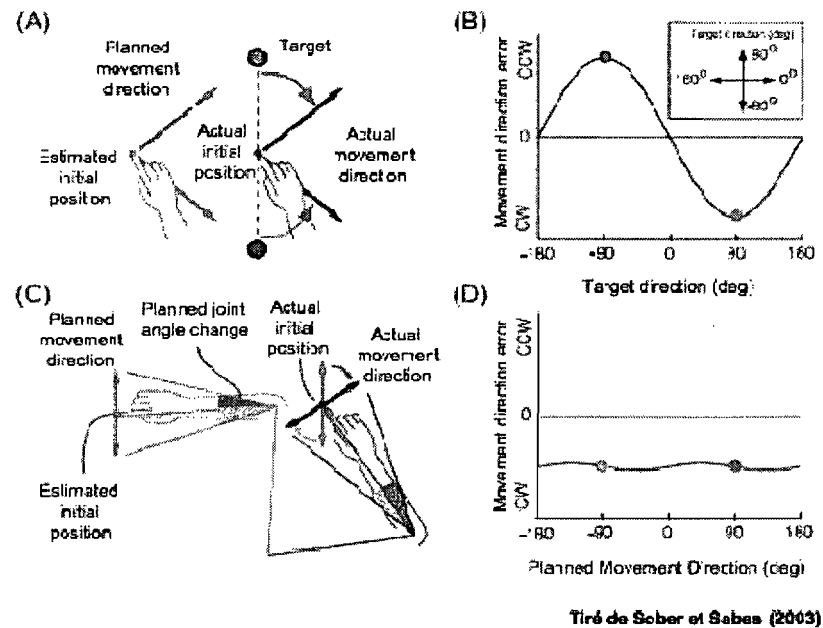 (A)
Planned
movement
direction
Target
Estimated
initial
position
Actual
initial
position
Actual
movement
direction
(B)
Movement direction error
CCW
0
CW
Target direction (deg)
90°
180°
0°
-90°
-180
-90
0
90
180
Target direction (deg)
(C)
Planned
movement
direction
Planned joint
angle change
Actual
initial
position
Actual
movement
direction
Estimated
initial
position
(D)
Movement direction error
CCW
0
CW
-180
-90
0
90
180
Planned Movement Direction (deg)
Tiré de Sober et Sabes (2003)